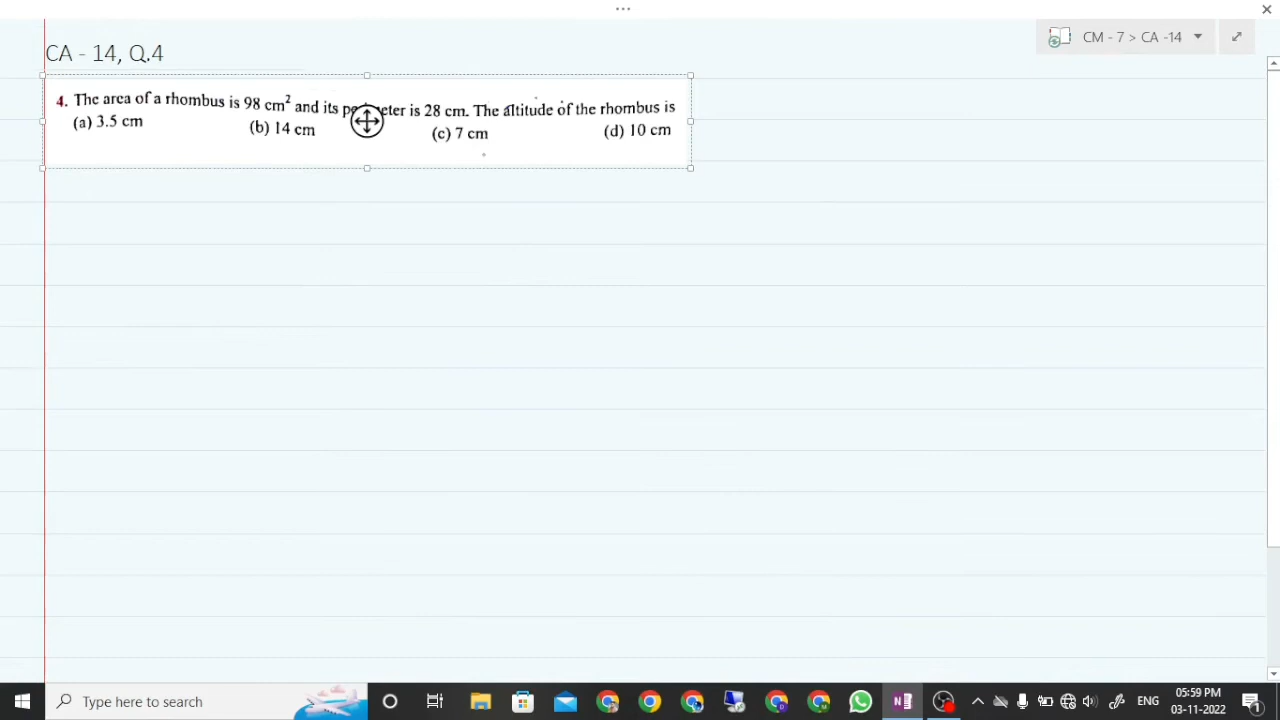 CM - 7 > CA -14
CA - 14, Q.4
4. The area of a rhombus is 98 cm² and its is 28 cm. The altitude of the rhombus is
(a) 3.5 cm (b) 14 cm (c) 7 cm (d) 10 cm
Type here to search
ENG
05:59 PM
03-11-2022
1